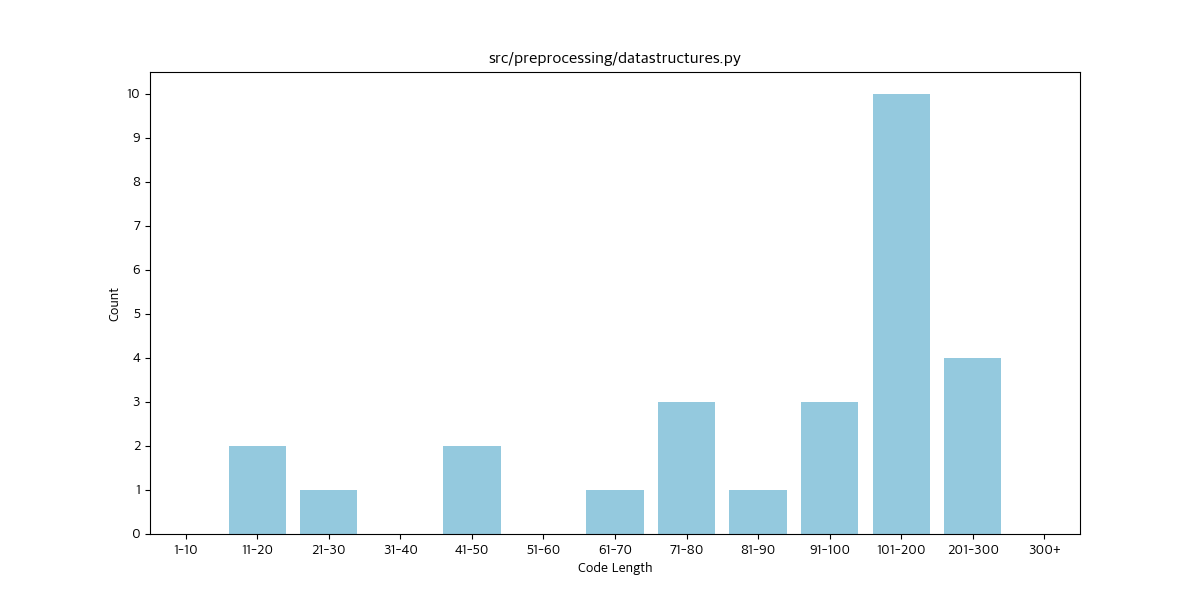 src/preprocessing/datastructures.py
10
9
8
7
6
5
4
3
2
1
0
Count
1-10 11-20 21-30 31-40 41-50 51-60 61-70 71-80 81-90 91-100 101-200 201-300 300+
Code Length